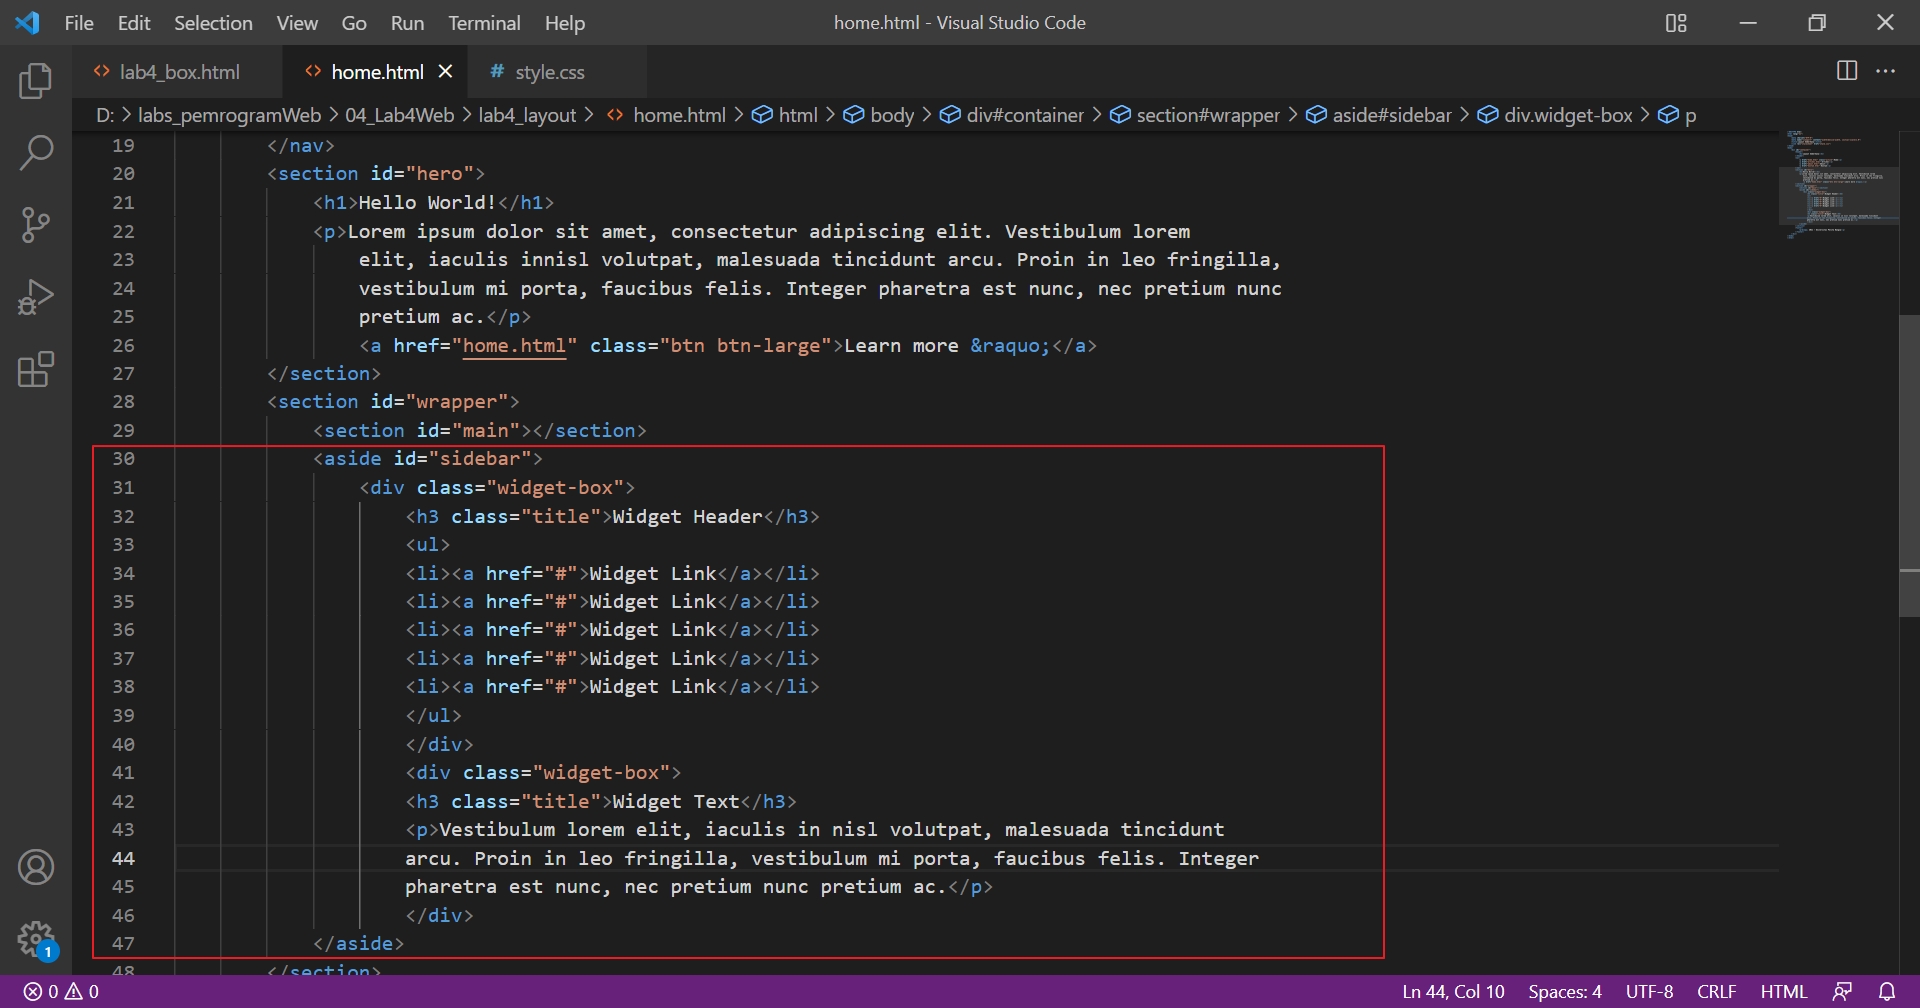 File Edit Selection View Go Run Terminal Help home.html - Visual Studio Code
lab4_box.html home.html # style.css
D: > labs_pemrogramWeb > 04_Lab4Web > lab4_layout > home.html > html > body > div#container > section#wrapper > aside#sidebar > div.widget-box > p
19 </nav>
20 <section id="hero">
21 <h1>Hello World!</h1>
22 <p>Lorem ipsum dolor sit amet, consectetur adipiscing elit. Vestibulum lorem
23 elit, iaculis innisl volutpat, malesuada tincidunt arcu. Proin in leo fringilla,
24 vestibulum mi porta, faucibus felis. Integer pharetra est nunc, nec pretium nunc
25 pretium ac.</p>
26 <a href="home.html" class="btn btn-large">Learn more &raquo;</a>
27 </section>
28 <section id="wrapper">
29 <section id="main"></section>
30 <aside id="sidebar">
31 <div class="widget-box">
32 <h3 class="title">Widget Header</h3>
33 <ul>
34 <li><a href="#">Widget Link</a></li>
35 <li><a href="#">Widget Link</a></li>
36 <li><a href="#">Widget Link</a></li>
37 <li><a href="#">Widget Link</a></li>
38 <li><a href="#">Widget Link</a></li>
39 </ul>
40 </div>
41 <div class="widget-box">
42 <h3 class="title">Widget Text</h3>
43 <p>Vestibulum lorem elit, iaculis in nisl volutpat, malesuada tincidunt
44 arcu. Proin in leo fringilla, vestibulum mi porta, faucibus felis. Integer
45 pharetra est nunc, nec pretium nunc pretium ac.</p>
46 </div>
47 </aside>
48 </section>
1
0 0 Ln 44, Col 10 Spaces: 4 UTF-8 CRLF HTML